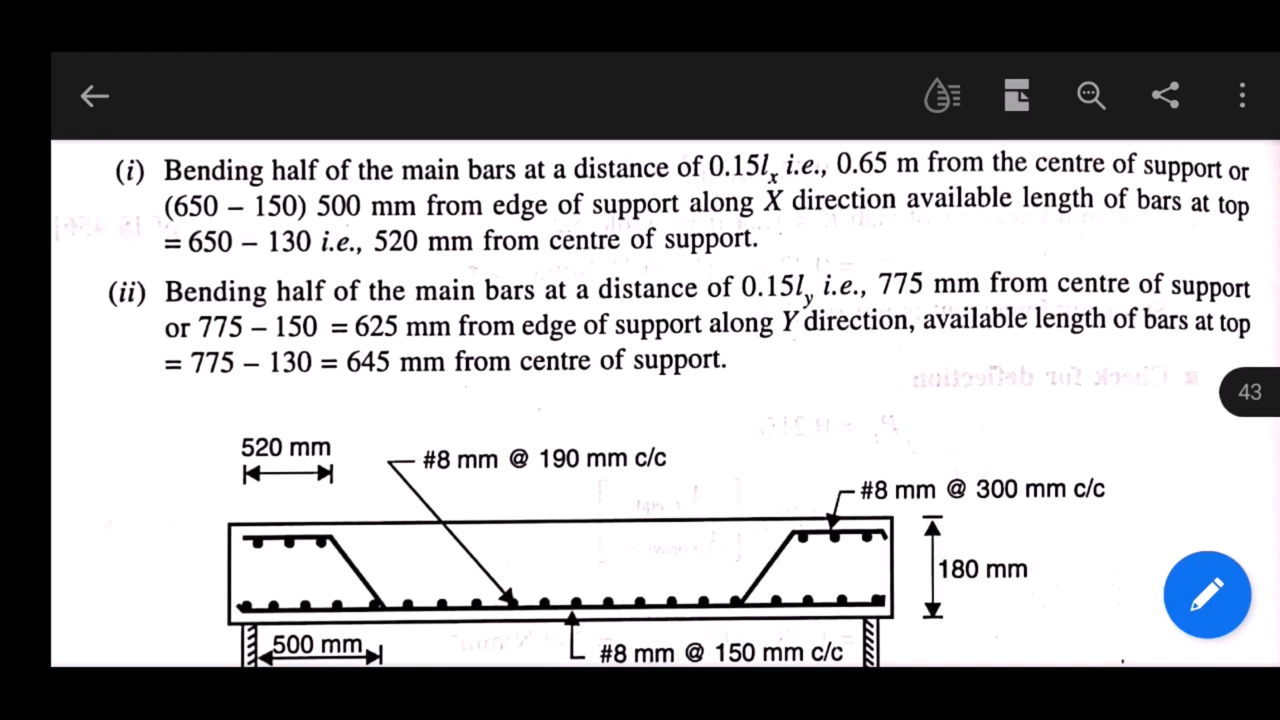 (i) Bending half of the main bars at a distance of 0.15lx i.e., 0.65 m from the centre of support or
(650 – 150) 500 mm from edge of support along X direction available length of bars at top
= 650 – 130 i.e., 520 mm from centre of support.
(ii) Bending half of the main bars at a distance of 0.15ly i.e., 775 mm from centre of support
or 775 – 150 = 625 mm from edge of support along Y direction, available length of bars at top
= 775 – 130 = 645 mm from centre of support.
43
520 mm
#8 mm @ 190 mm c/c
#8 mm @ 300 mm c/c
180 mm
500 mm
#8 mm @ 150 mm c/c